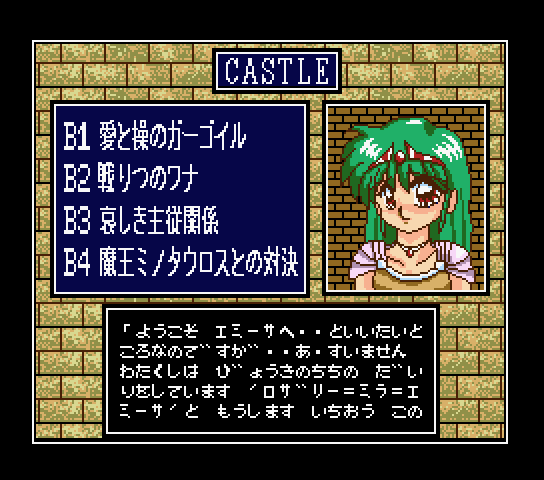 CASTLE
B1 愛と操のガーゴイル
B2 戦りつのワナ
B3 哀しき主従関係
B4 魔王ミノタウロスとの対決
「ようこそ エミーサへ・・といいたいと
ころなのですが・・あ・すいません
わたくしは びょうきのちちの だい
りをしています ′ロザリー=ミラ=エ
ミーサ′と もうします いちおう この